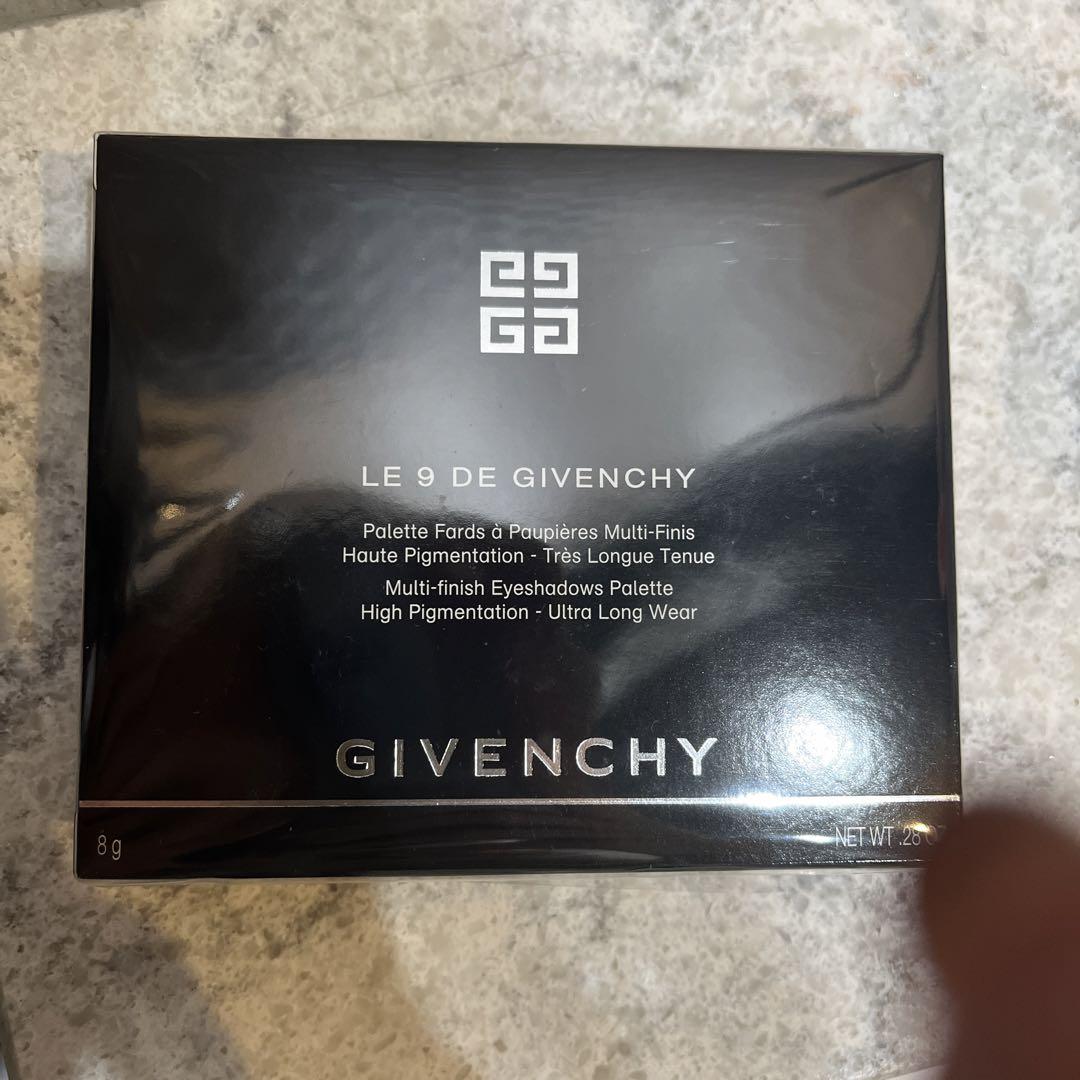 LE 9 DE GIVENCHY
Palette Fards à Paupières Multi-Finis
Haute Pigmentation - Très Longue Tenue
Multi-finish Eyeshadows Palette
High Pigmentation - Ultra Long Wear
GIVENCHY
8 g
NET WT .28